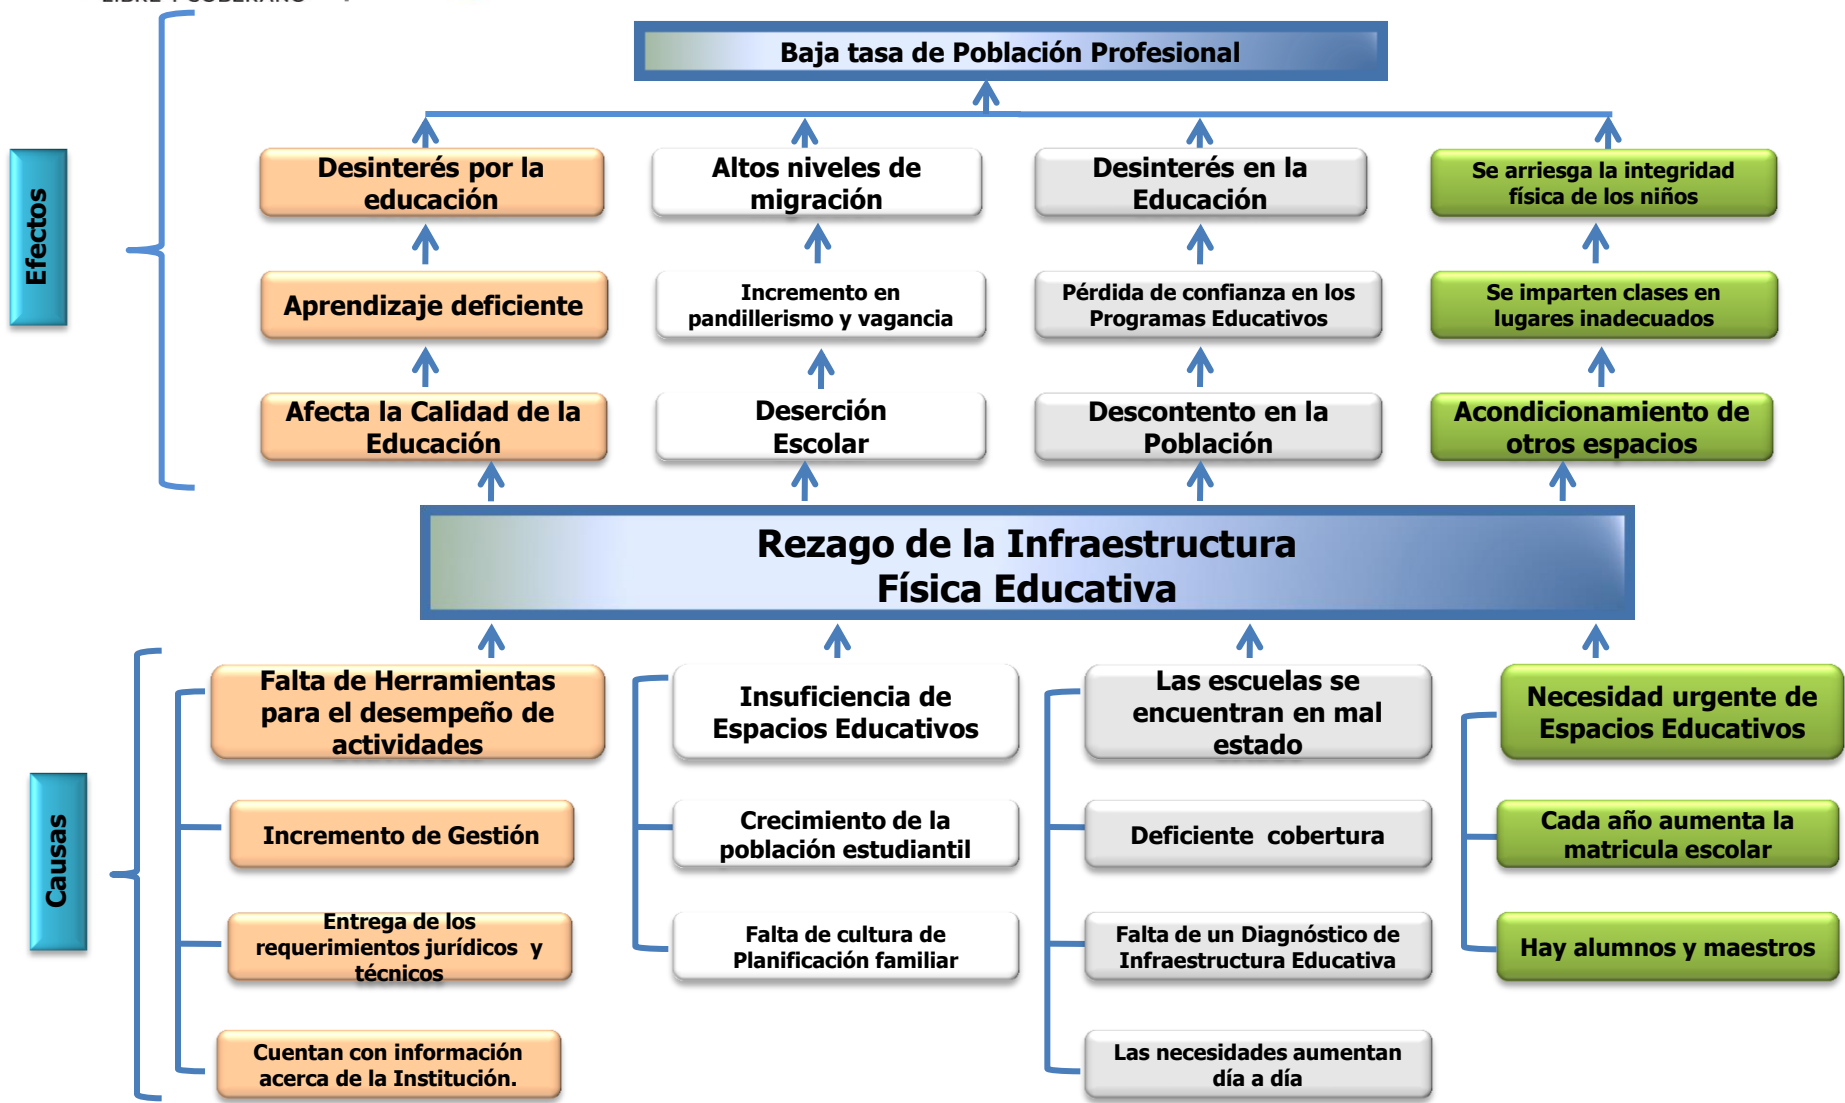 LIBRE Y SOBERANO
Baja tasa de Población Profesional
Efectos
Desinterés por la
educación
Altos niveles de
migración
Desinterés en la
Educación
Se arriesga la integridad
física de los niños
Aprendizaje deficiente
Incremento en
pandillerismo y vagancia
Pérdida de confianza en los
Programas Educativos
Se imparten clases en
lugares inadecuados
Afecta la Calidad de la
Educación
Deserción
Escolar
Descontento en la
Población
Acondicionamiento de
otros espacios
Rezago de la Infraestructura
Física Educativa
Causas
Falta de Herramientas
para el desempeño de
actividades
Insuficiencia de
Espacios Educativos
Las escuelas se
encuentran en mal
estado
Necesidad urgente de
Espacios Educativos
Incremento de Gestión
Crecimiento de la
población estudiantil
Deficiente cobertura
Cada año aumenta la
matricula escolar
Entrega de los
requerimientos jurídicos y
técnicos
Falta de cultura de
Planificación familiar
Falta de un Diagnóstico de
Infraestructura Educativa
Hay alumnos y maestros
Cuentan con información
acerca de la Institución.
Las necesidades aumentan
día a día